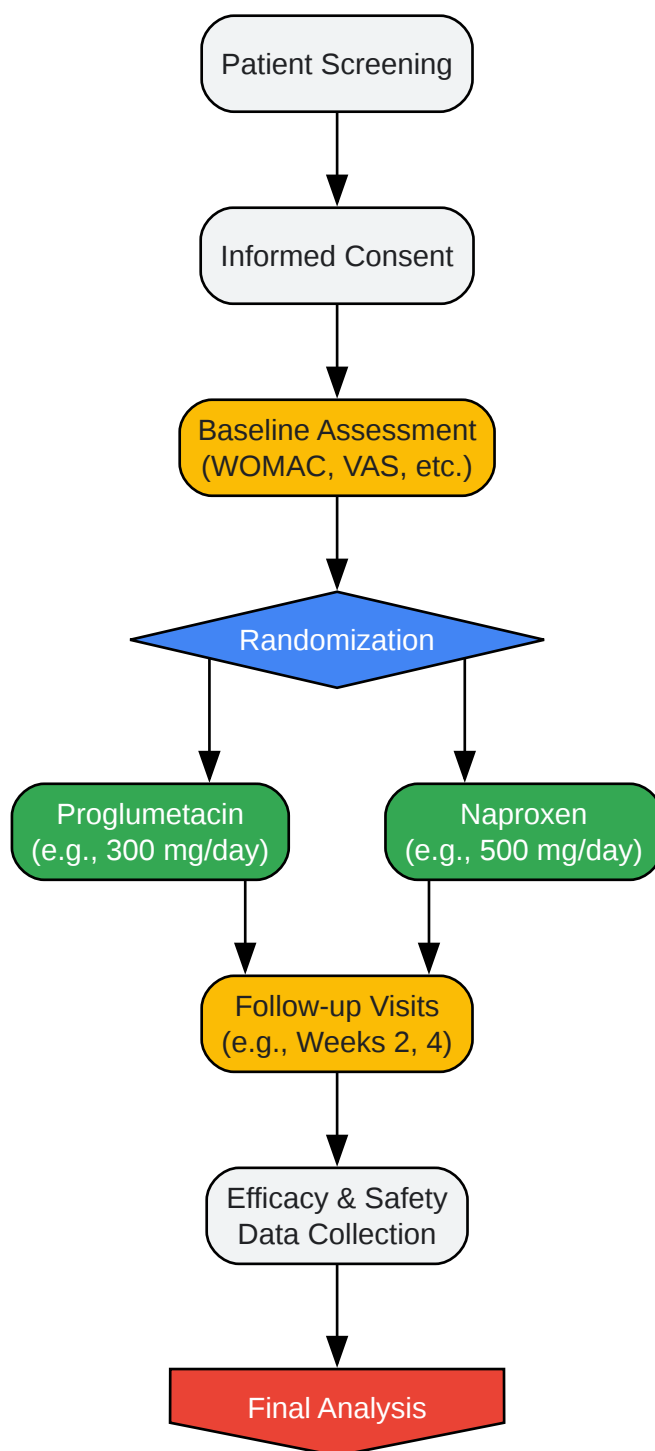 Patient Screening
Informed Consent
Baseline Assessment
(WOMAC, VAS, etc.)
Randomization
Proglumetacin
(e.g., 300 mg/day)
Naproxen
(e.g., 500 mg/day)
Follow-up Visits
(e.g., Weeks 2, 4)
Efficacy & Safety
Data Collection
Final Analysis